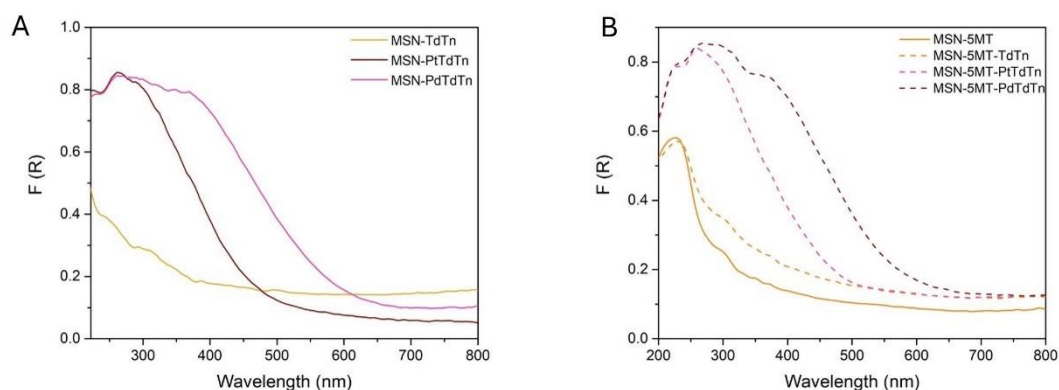 A
F (R)
1.0
0.8
0.6
0.4
0.2
0.0
MSN-TdTn
MSN-PtTdTn
MSN-PdTdTn
300 400 500 600 700 800
Wavelength (nm)
B
F (R)
0.8
0.6
0.4
0.2
0.0
MSN-5MT
MSN-5MT-TdTn
MSN-5MT-PtTdTn
MSN-5MT-PdTdTn
200 300 400 500 600 700 800
Wavelength (nm)